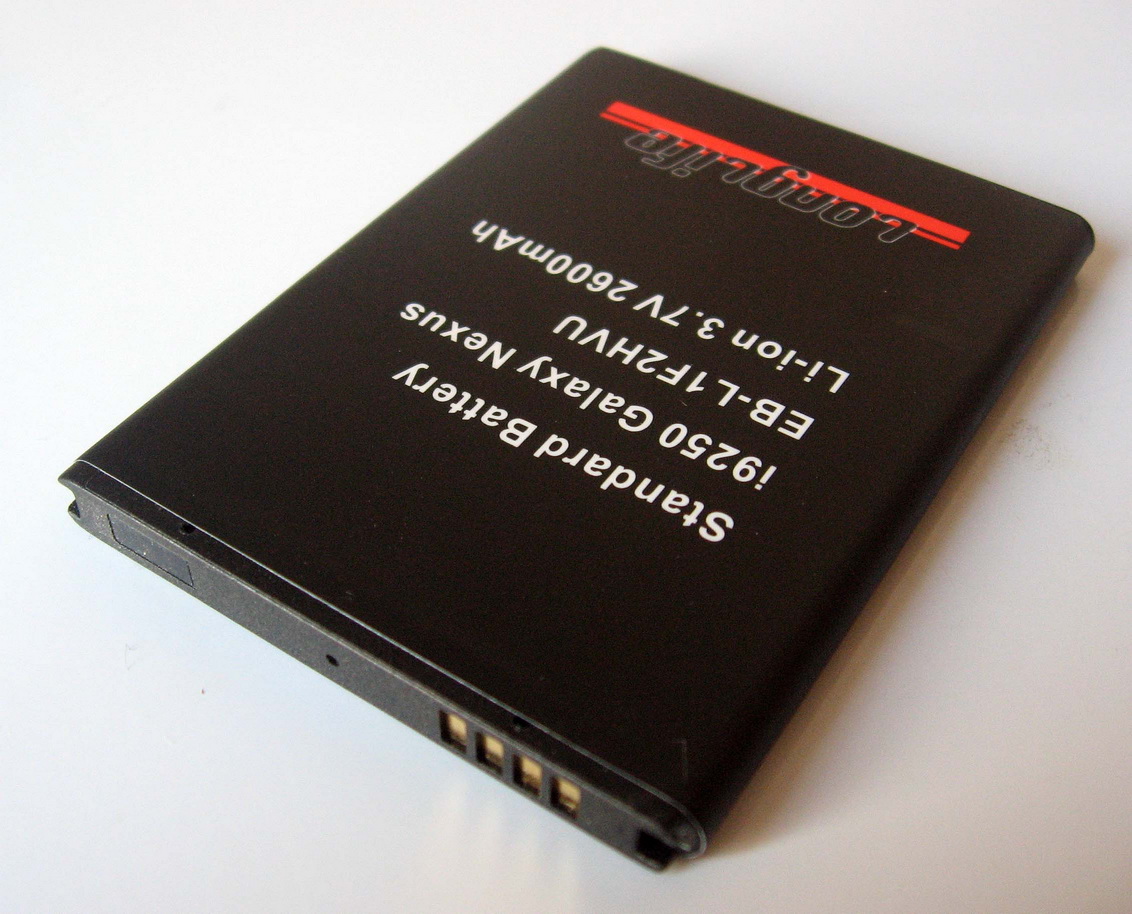 LongLife
Li-ion 3.7V 2600mAh
EB-L1F2HVU
i9250 Galaxy Nexus
Standard Battery